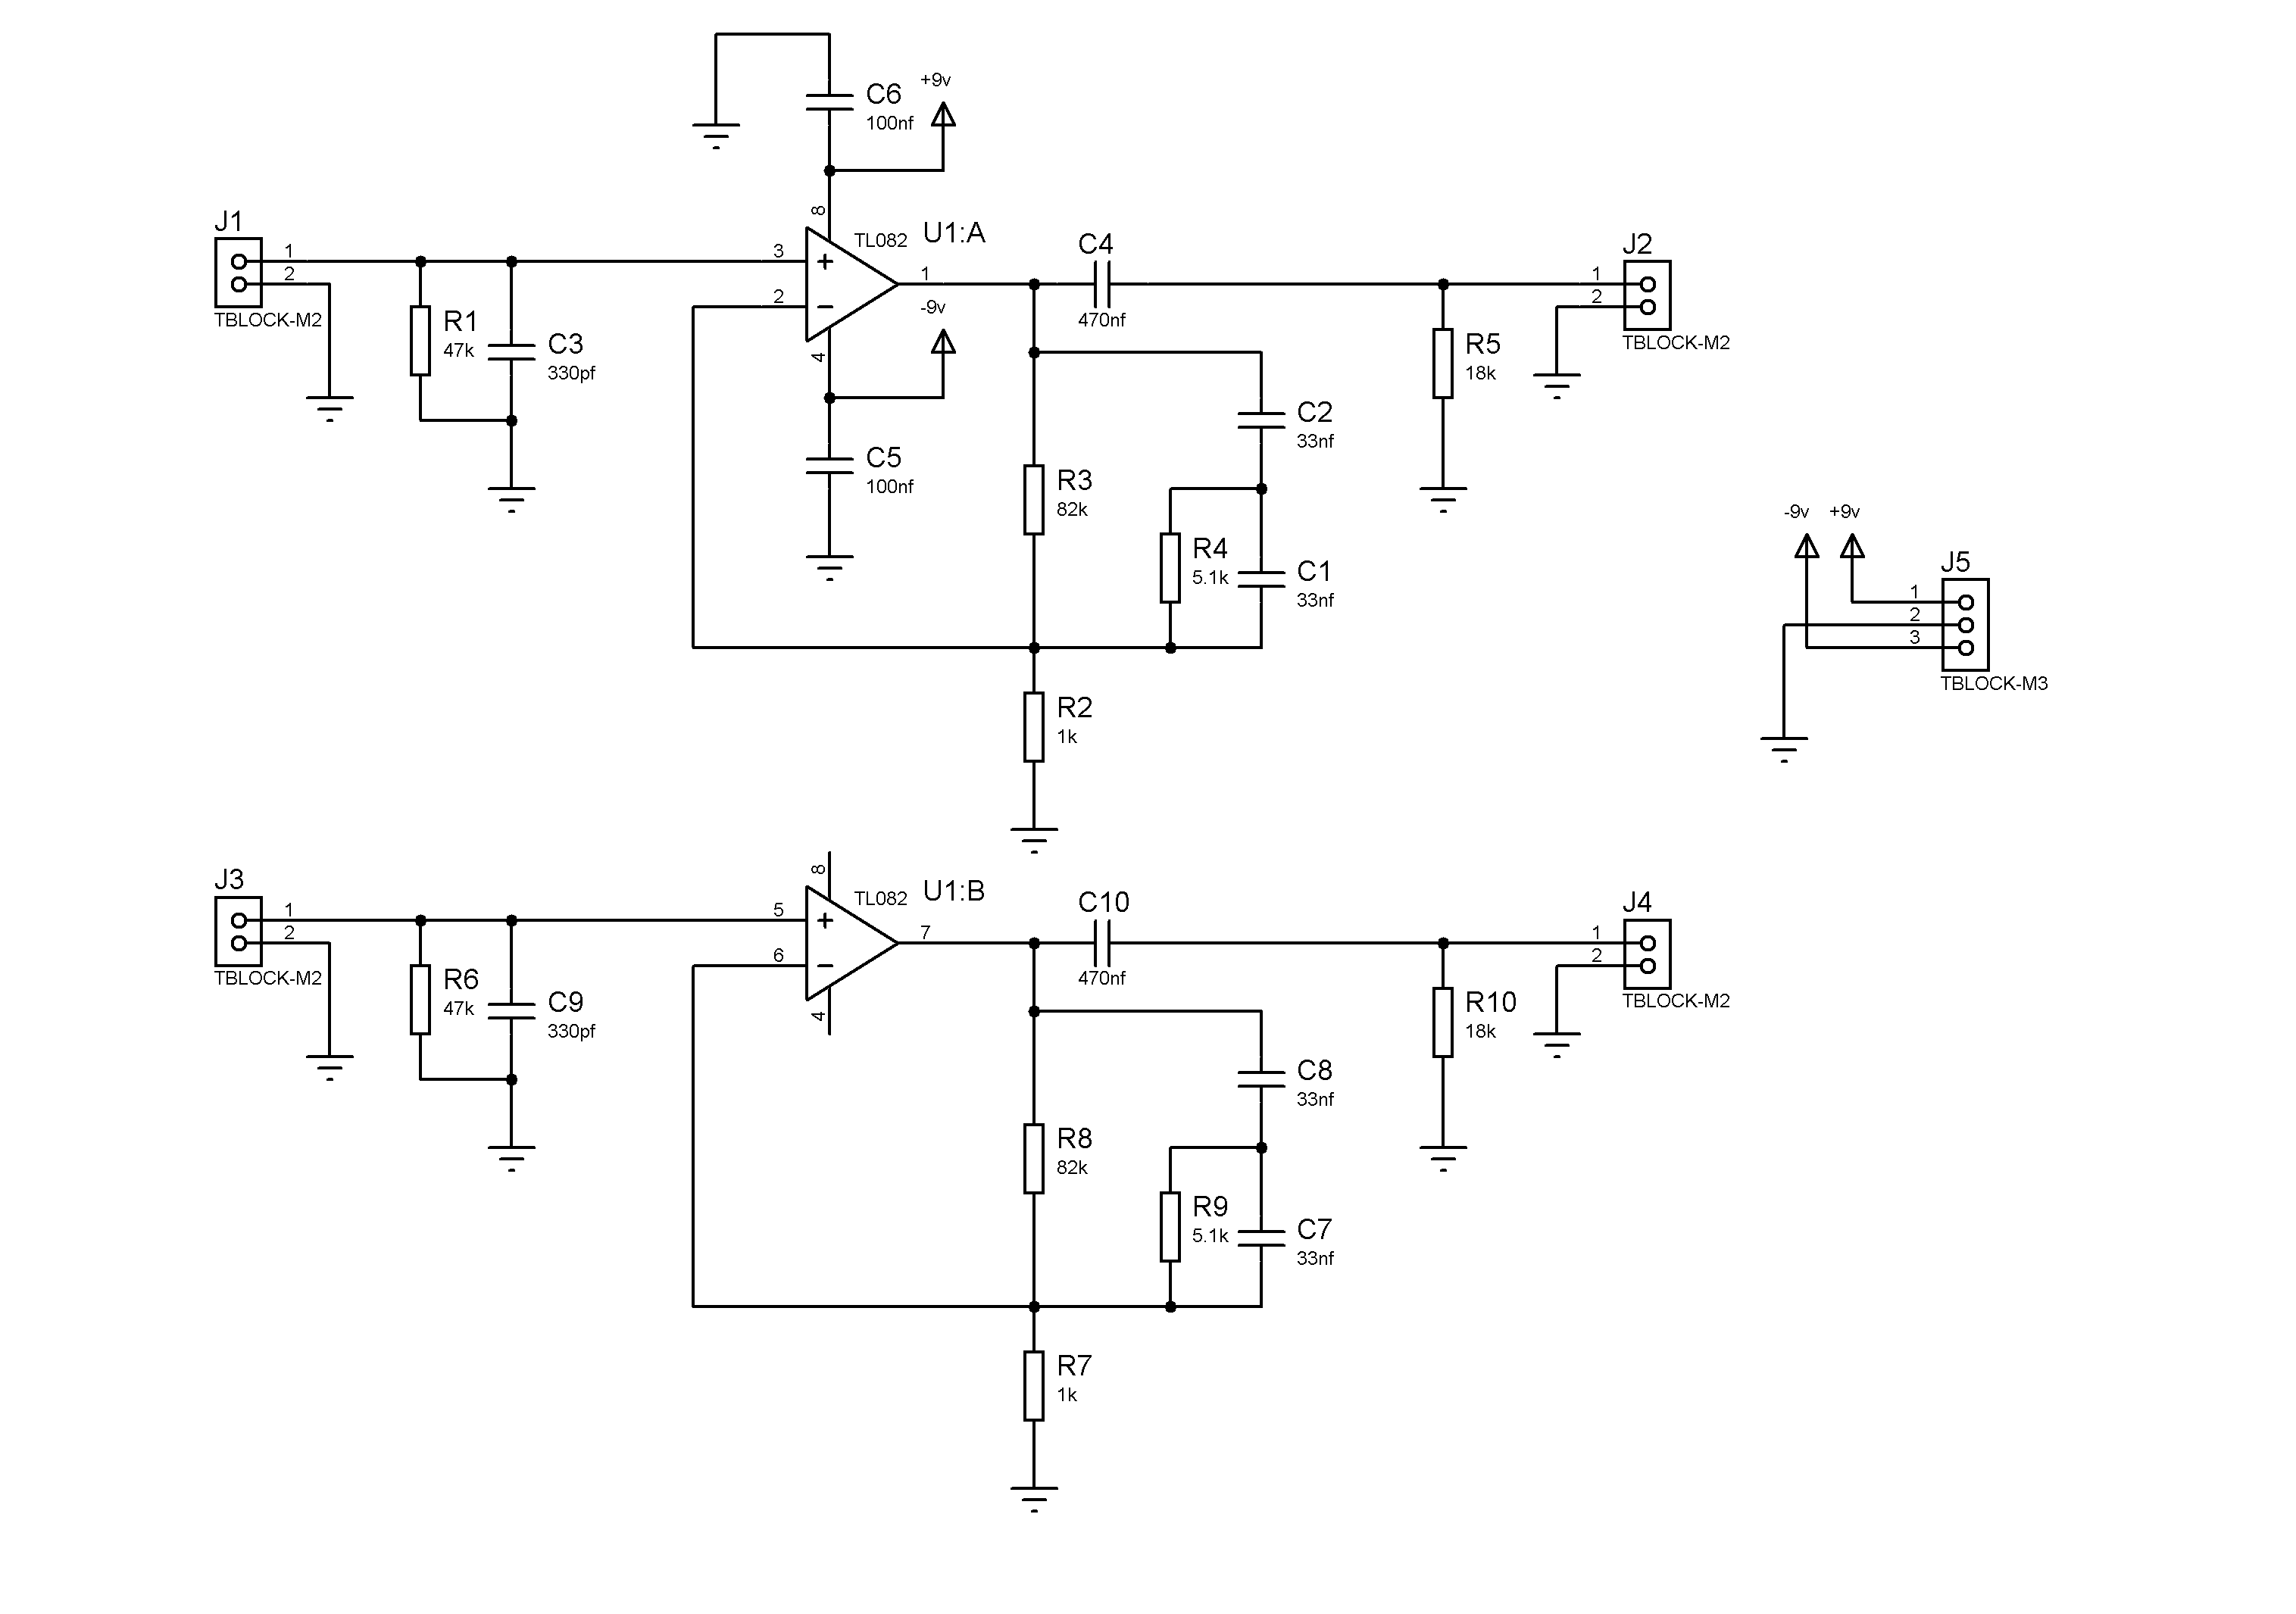 +9v
C6
100nf
8
J1
1
2
TBLOCK-M2
R1
47k
C3
330pf
3
2
+
−
TL082
U1:A
1
-9v
4
C5
100nf
C4
470nf
R3
82k
C2
33nf
R4
5.1k
C1
33nf
R2
1k
R5
18k
J2
1
2
TBLOCK-M2
-9v +9v
J5
1
2
3
TBLOCK-M3
J3
1
2
TBLOCK-M2
R6
47k
C9
330pf
8
5
6
+
−
TL082
U1:B
7
4
C10
470nf
R8
82k
C8
33nf
R9
5.1k
C7
33nf
R7
1k
R10
18k
J4
1
2
TBLOCK-M2